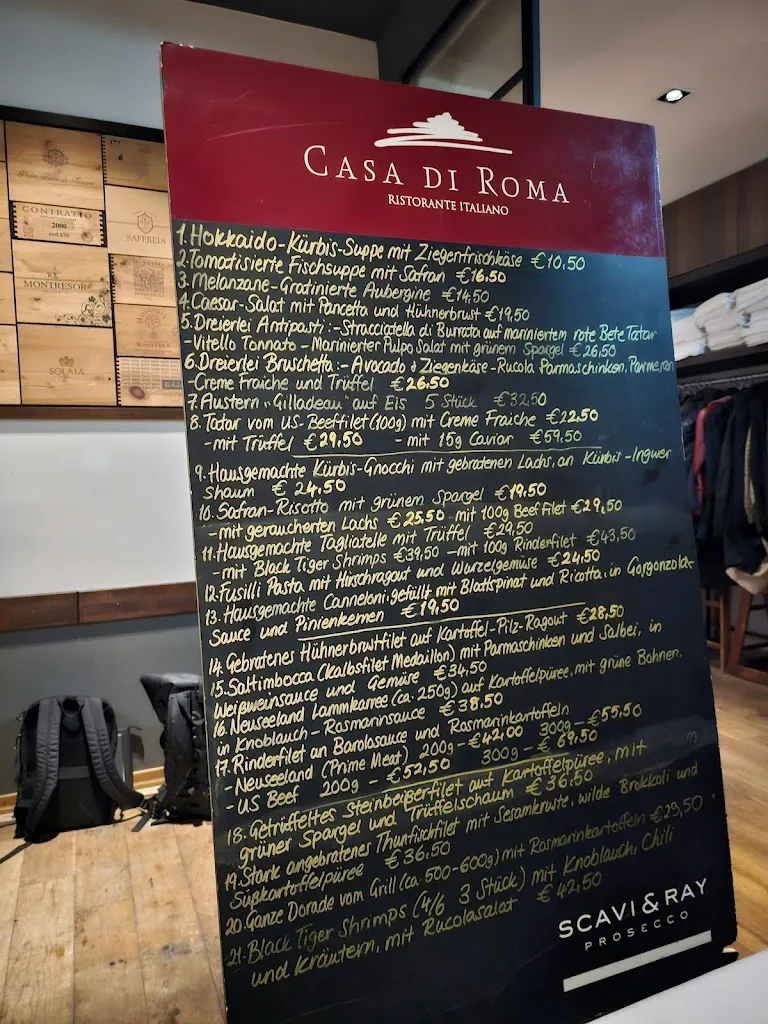 CASA DI ROMA
RISTORANTE ITALIANO
1. Hokkaido-Kürbis-Suppe mit Ziegenfrischkäse €10,50
2. Tomatisierte Fischsuppe mit Safran €16,50
3. Melanzane-Gratinierte Aubergine €14,50
4. Caesar-Salat mit Pancetta und Hühnerbrust €19,50
5. Dreierlei Antipasti:-Stracciatella di Burrata auf mariniertem rote Bete Tatar
-Vitello Tonnato - Marinierter Pulpo Salat mit grünem Spargel €26,50
6. Dreierlei Bruschetta:- Avocado & Ziegenkäse -Rucola Parmaschinken, Parmesan
Creme Fraiche und Trüffel €26,50
7. Austern "Gilladeau" auf Eis 5 Stück €32,50
8. Tatar vom US-Beeffilet (100g) mit Creme Fraiche €22,50
-mit Trüffel €29,50 - mit 15g Caviar €59,50
9. Hausgemachte Kürbis-Gnocchi mit gebratenen Lachs, an Kürbis-Ingwer
Shaum €24,50
10. Safran-Risotto mit grünem Spargel €19,50
-mit geraucherten Lachs €25,50 -mit 100g Beef Filet €29,50
11. Hausgemachte Tagliatelle mit Trüffel €29,50
-mit Black Tiger Shrimps €39,50 -mit 100g Rinderfilet €43,50
12. Fusilli Pasta mit Hirschragout und Wurzelgemüse €24,50
13. Hausgemachte Canneloni, gefüllt mit Blattspinat und Ricotta, in Gorgonzola-
Sauce und Pinienkernen €19,50
14. Gebratenes Hühnerbrustfilet auf Kartoffel-Pilz-Ragout €28,50
15. Saltimbocca (Kalbsfilet Medaillon) mit Parmaschinken und Salbei, in
Weißweinsauce und Gemüse €34,50
16. Neuseeland Lammkarree (ca. 250g) auf Kartoffelpüree, mit grüne Bohnen,
in Knoblauch-Rosmarinsauce €38,50
17. Rinderfilet an Barolosauce und Rosmarinkartoffeln
-Neuseeland (Prime Meat) 200g-€42,00 300g-€55,50
-US Beef 200g-€52,50 300g-€69,50
18. Getrüffeltes Steinbeißerfilet auf Kartoffelpüree, mit
grüner Spargel und Trüffelschaum €36,50
19. Stark angebratenes Thunfischfilet mit Sesamkruste, wilde Brokkoli und
Süßkartoffelpüree €36,50
20. Ganze Dorade vom Grill (ca. 500-600g) mit Rosmarinkartoffeln €29,50
21. Black Tiger Shrimps (4/6 3 Stück) mit Knoblauch, Chili
und Kräutern, mit Rucolasalat €42,50
SCAVI & RAY
PROSECCO
CONTRATTO
2000
SAFFREDI
MONTRESOR
SOLAIA